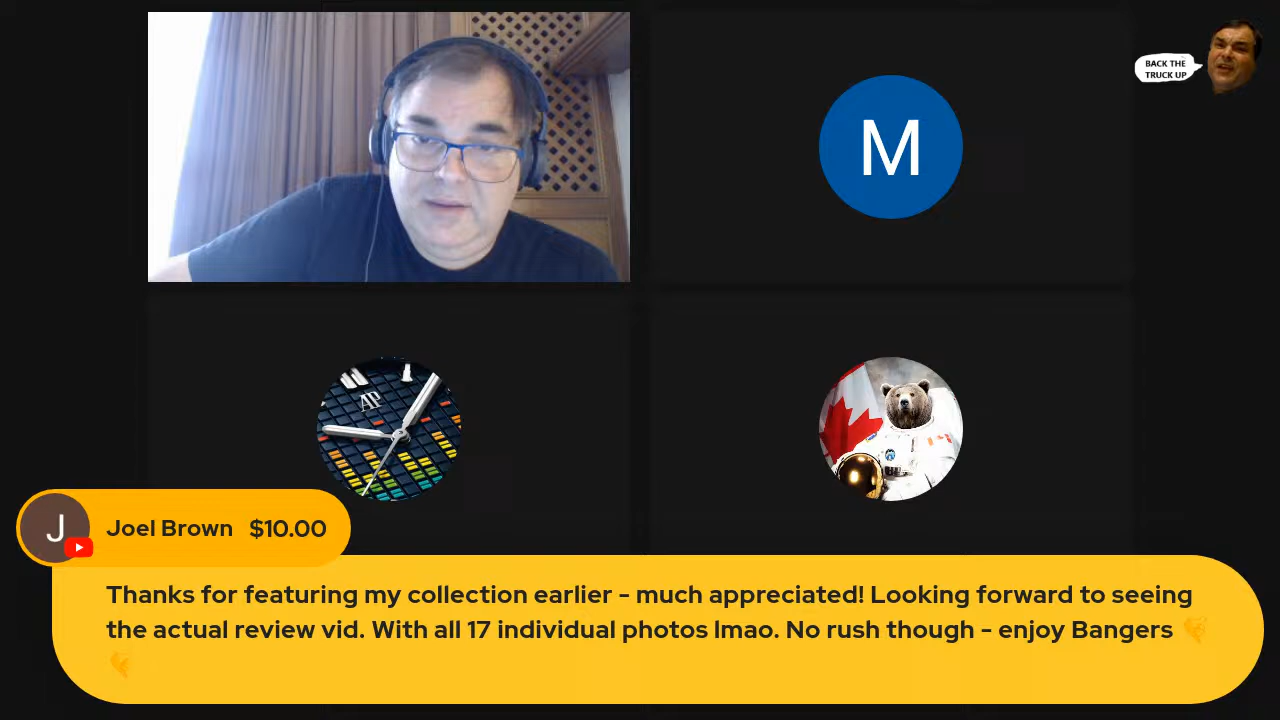 BACK THE
TRUCK UP
M
AP
J
Joel Brown $10.00
Thanks for featuring my collection earlier - much appreciated! Looking forward to seeing
the actual review vid. With all 17 individual photos lmao. No rush though - enjoy Bangers